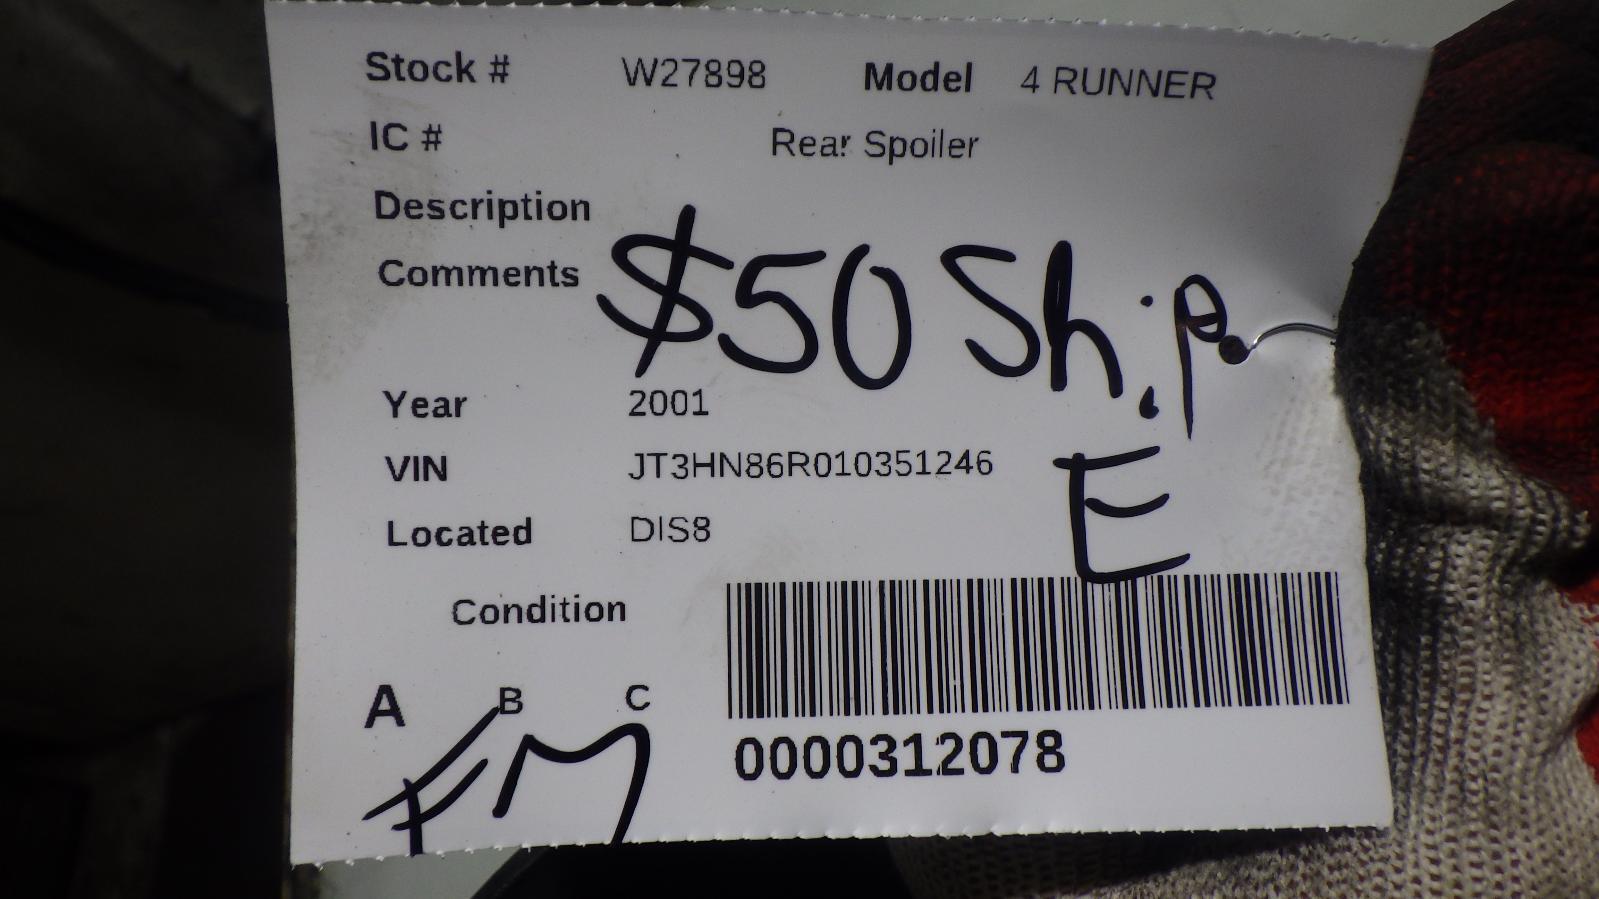 Stock # W27898 Model 4 RUNNER
IC # Rear Spoiler
Description
Comments $50 Ship
Year 2001
VIN JT3HN86R010351246
E
Located DIS8
Condition
A B C
FM
0000312078